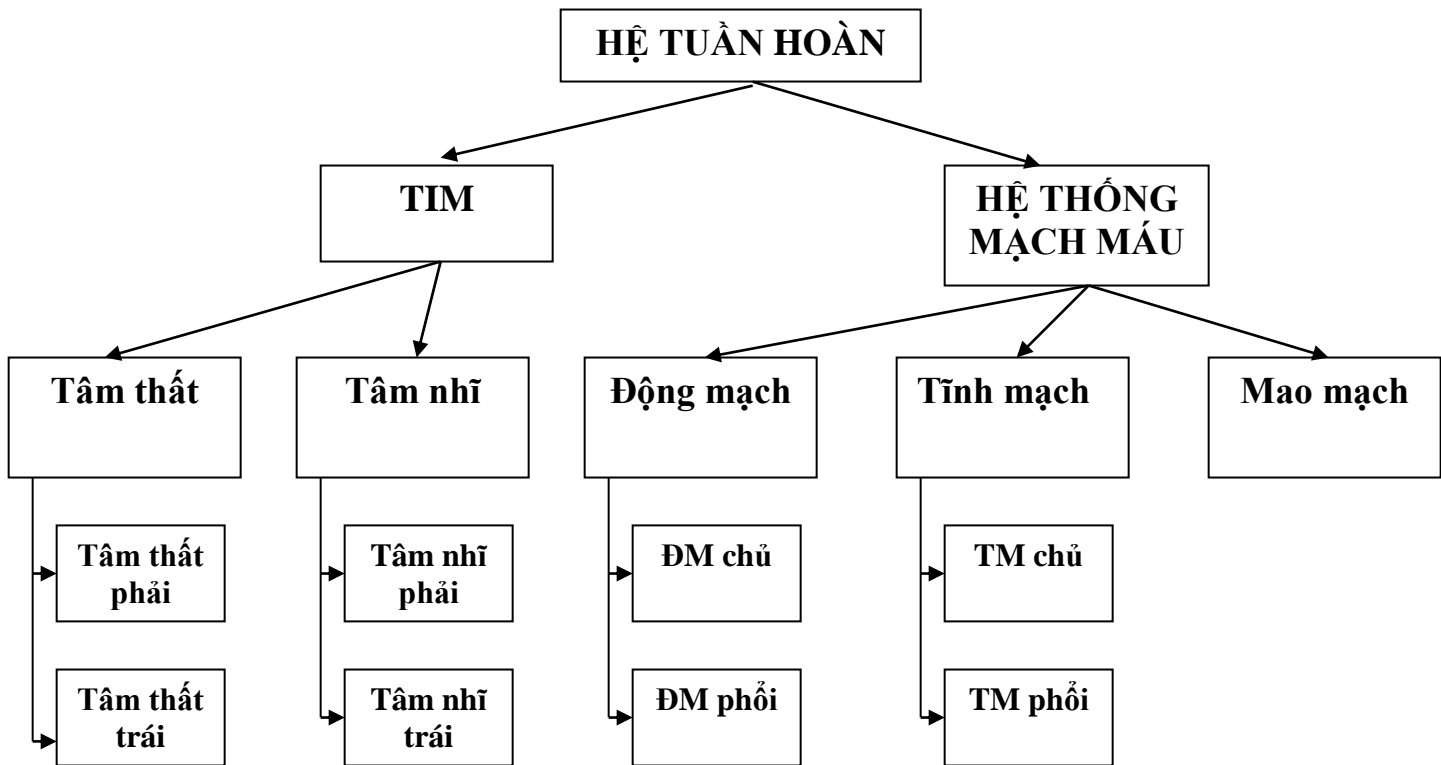 HỆ TUẦN HOÀN
TIM
HỆ THỐNG
MẠCH MÁU
Tâm thất
Tâm nhĩ
Động mạch
Tĩnh mạch
Mao mạch
Tâm thất
phải
Tâm nhĩ
phải
ĐM chủ
TM chủ
Tâm thất
trái
Tâm nhĩ
trái
ĐM phổi
TM phổi